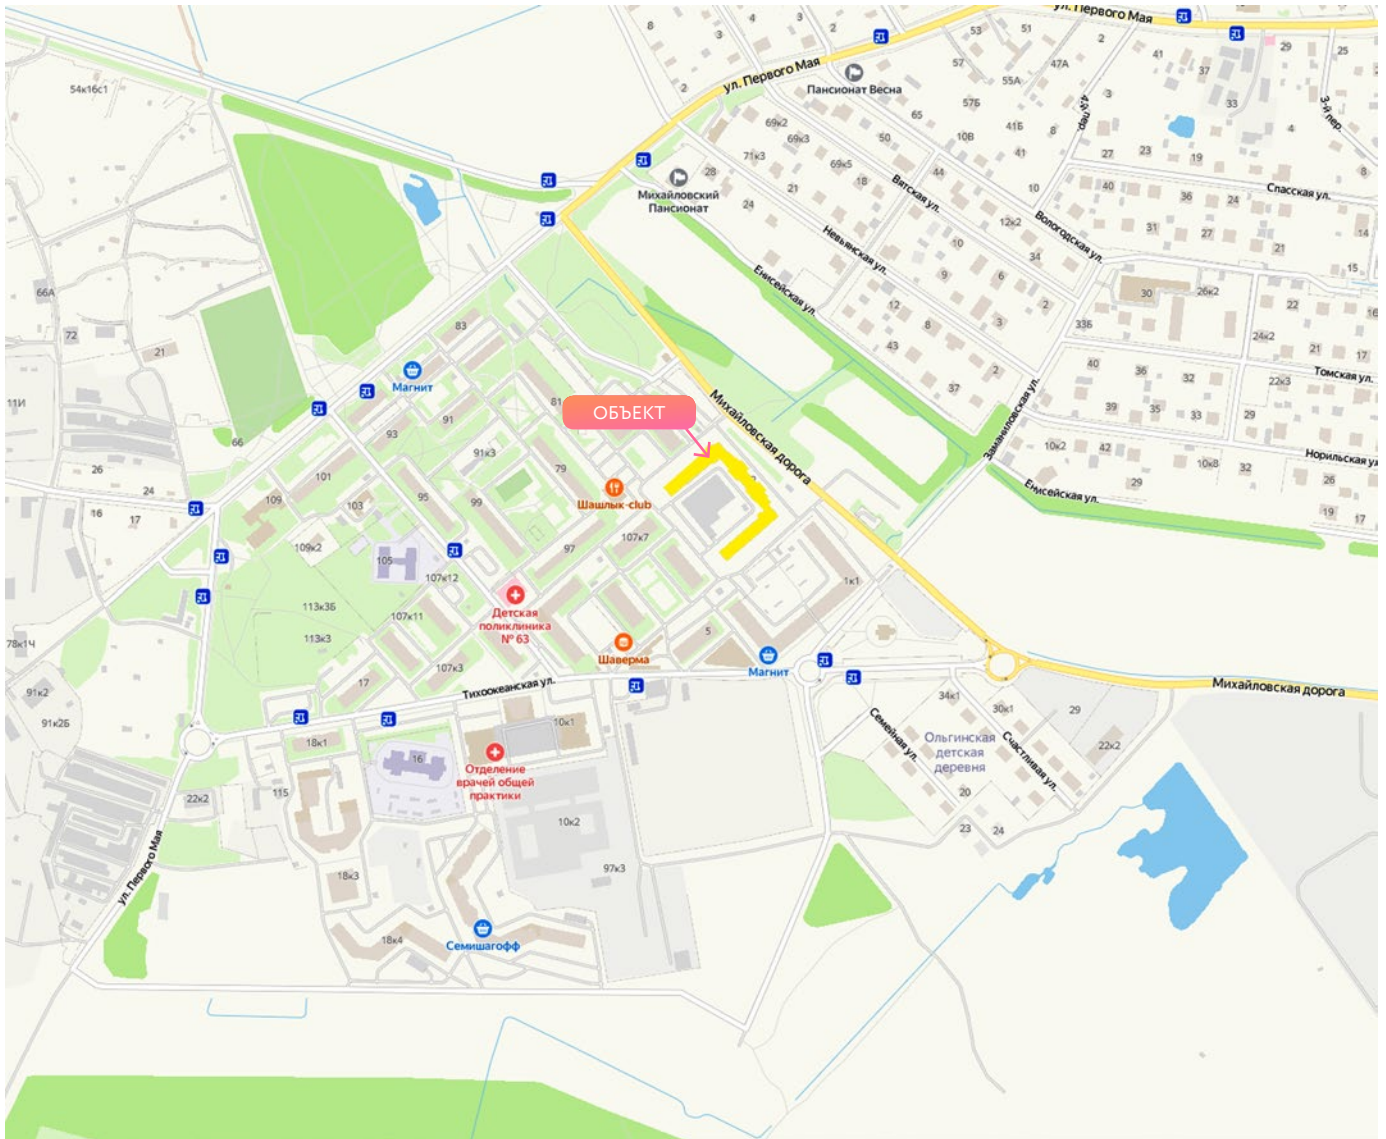 ул. Первого Мая
8
3
4
3
2
4
53
51
2
29
25
57
47А
41
37
ул. Первого Мая
Пансионат Весна
55А
3
33
3-й пер.
54к16с1
2
57Б
65
4-й пер.
69к2
69к3
50
10В
41Б
8
4
71к3
69к5
41
27
23
19
8
28
18
44
Михайловский
Пансионат
21
10
40
36
24
Спасская ул.
24
Вятская ул.
12к2
31
27
14
Вологодская ул.
21
Невьянская ул.
10
34
15
Енисейская ул.
9
6
30
26к2
66А
12
2
22
16
83
8
3
33Б
24к2
72
21
43
40
36
21
17
Магнит
2
32
22к3
Томская ул.
37
11И
81
ОБЪЕКТ
Михайловская дорога
Заманиловская ул.
39
35
33
29
91
93
66
91к3
10к2
42
Норильская ул.
79
10к8
32
26
101
24
95
Шашлык-club
Енисейская ул.
29
26
109
103
99
16
17
19
17
107к7
109к2
97
105
107к12
1к1
Детская
поликлиника
№ 63
113к3Б
107к11
113к3
5
78к1Ч
Шаверма
107к3
Магнит
17
Тихоокеанская ул.
91к2
Михайловская дорога
91к2Б
34к1
30к1
29
10к1
Семейная ул.
Счастливая ул.
18к1
Ольгинская
детская
деревня
22к2
16
Отделение
врачей общей
практики
115
22к2
20
10к2
23
24
ул. Первого Мая
97к3
18к3
18к4
Семишагофф